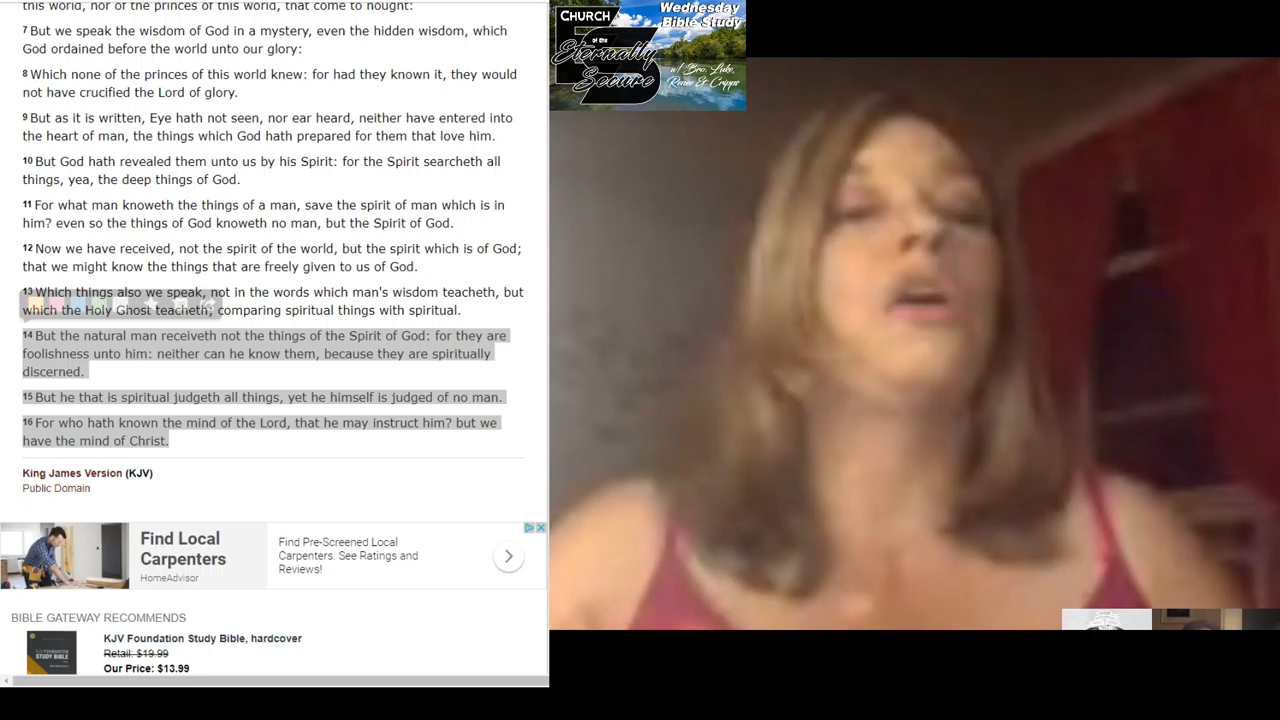 this world, nor of the princes of this world, that come to nought:
7 But we speak the wisdom of God in a mystery, even the hidden wisdom, which
God ordained before the world unto our glory:
8 Which none of the princes of this world knew: for had they known it, they would
not have crucified the Lord of glory.
9 But as it is written, Eye hath not seen, nor ear heard, neither have entered into
the heart of man, the things which God hath prepared for them that love him.
10 But God hath revealed them unto us by his Spirit: for the Spirit searcheth all
things, yea, the deep things of God.
11 For what man knoweth the things of a man, save the spirit of man which is in
him? even so the things of God knoweth no man, but the Spirit of God.
12 Now we have received, not the spirit of the world, but the spirit which is of God;
that we might know the things that are freely given to us of God.
13 Which things also we speak, not in the words which man's wisdom teacheth, but
which the Holy Ghost teacheth; comparing spiritual things with spiritual.
14 But the natural man receiveth not the things of the Spirit of God: for they are
foolishness unto him: neither can he know them, because they are spiritually
discerned.
15 But he that is spiritual judgeth all things, yet he himself is judged of no man.
16 For who hath known the mind of the Lord, that he may instruct him? but we
have the mind of Christ.
King James Version (KJV)
Public Domain
Find Local
Carpenters
HomeAdvisor
Find Pre-Screened Local
Carpenters. See Ratings and
Reviews!
BIBLE GATEWAY RECOMMENDS
KJV Foundation Study Bible, hardcover
Retail: $19.99
Our Price: $13.99
CHURCH
of the
Eternally
Secure
Wednesday
Bible Study
w/ Bro. Luke,
Renee & Cripps